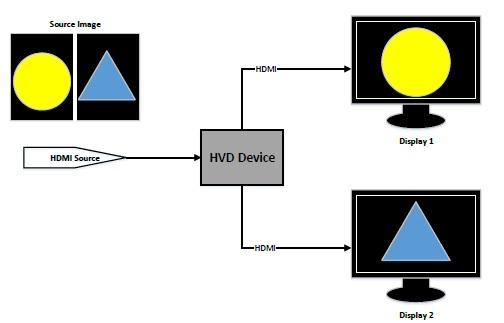 Source Image
HDMI
Display 1
HDMI Source
HVD Device
HDMI
Display 2